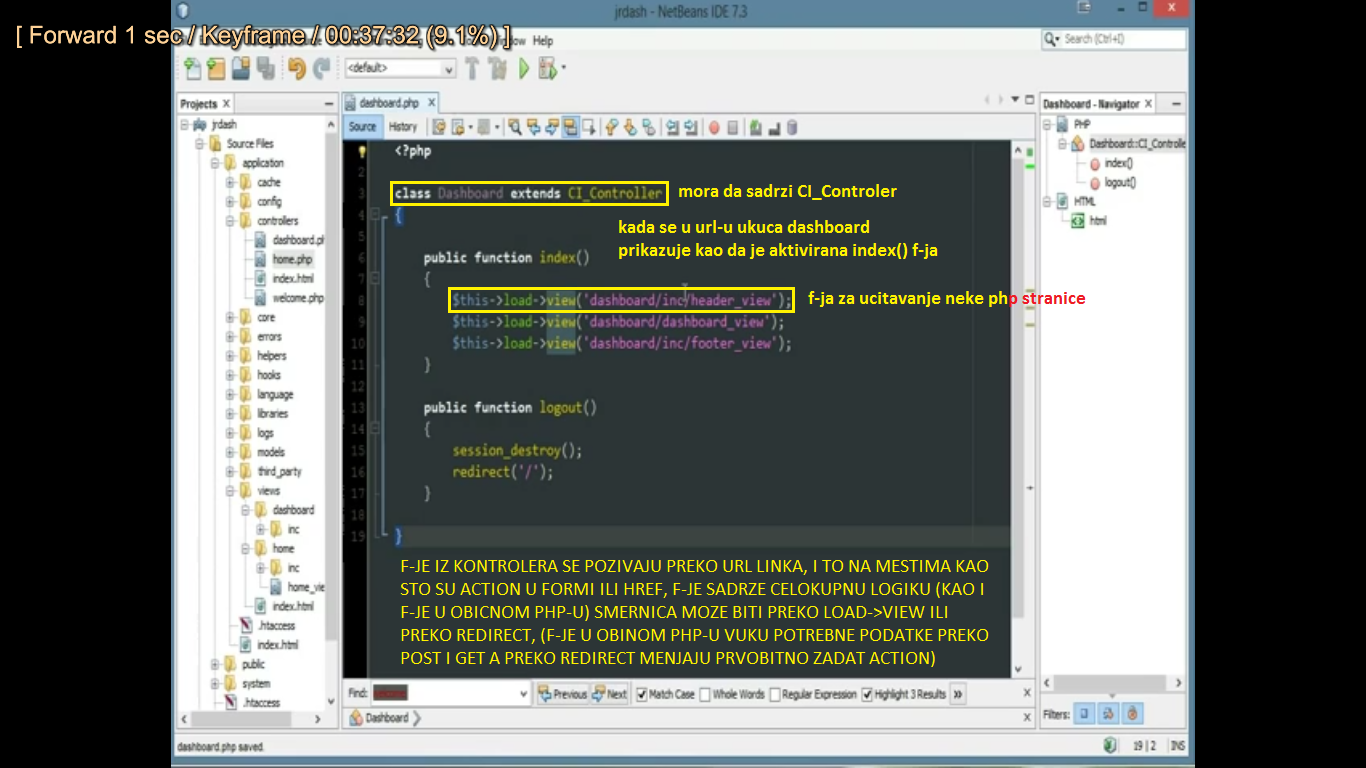 jrdash - NetBeans IDE 7.3
[ Forward 1 sec / Keyframe / 00:37:32 (9.1%) ]
Help
Search (Ctrl+I)
<default>
Projects
dashboard.php
Dashboard - Navigator
Source
History
jrdash
Source Files
application
cache
config
controllers
dashboard.ph
home.php
index.html
welcome.php
core
errors
helpers
hooks
language
libraries
logs
models
third_party
views
dashboard
inc
home
inc
home_vie
index.html
.htaccess
index.html
public
system
.htaccess
<?php
2
3 class Dashboard extends CI_Controller
mora da sadrzi CI_Controler
4 {
5
kada se u url-u ukuca dashboard
prikazuje kao da je aktivirana index() f-ja
6 public function index()
7 {
8 $this->load->view('dashboard/inc/header_view');
f-ja za ucitavanje neke php stranice
9 $this->load->view('dashboard/dashboard_view');
10 $this->load->view('dashboard/inc/footer_view');
11 }
12
13 public function logout()
14 {
15 session_destroy();
16 redirect('/');
17 }
18
19 }
F-JE IZ KONTROLERA SE POZIVAJU PREKO URL LINKA, I TO NA MESTIMA KAO
STO SU ACTION U FORMI ILI HREF, F-JE SADRZE CELOKUPNU LOGIKU (KAO I
F-JE U OBICNOM PHP-U) SMERNICA MOZE BITI PREKO LOAD->VIEW ILI
PREKO REDIRECT, (F-JE U OBINOM PHP-U VUKU POTREBNE PODATKE PREKO
POST I GET A PREKO REDIRECT MENJAJU PRVOBITNO ZADAT ACTION)
PHP
Dashboard::CI_Controlle
index()
logout()
HTML
html
Find:
Previous
Next
Match Case
Whole Words
Regular Expression
Highlight 3 Results
Dashboard
Filters:
dashboard.php saved.
19 | 2
INS